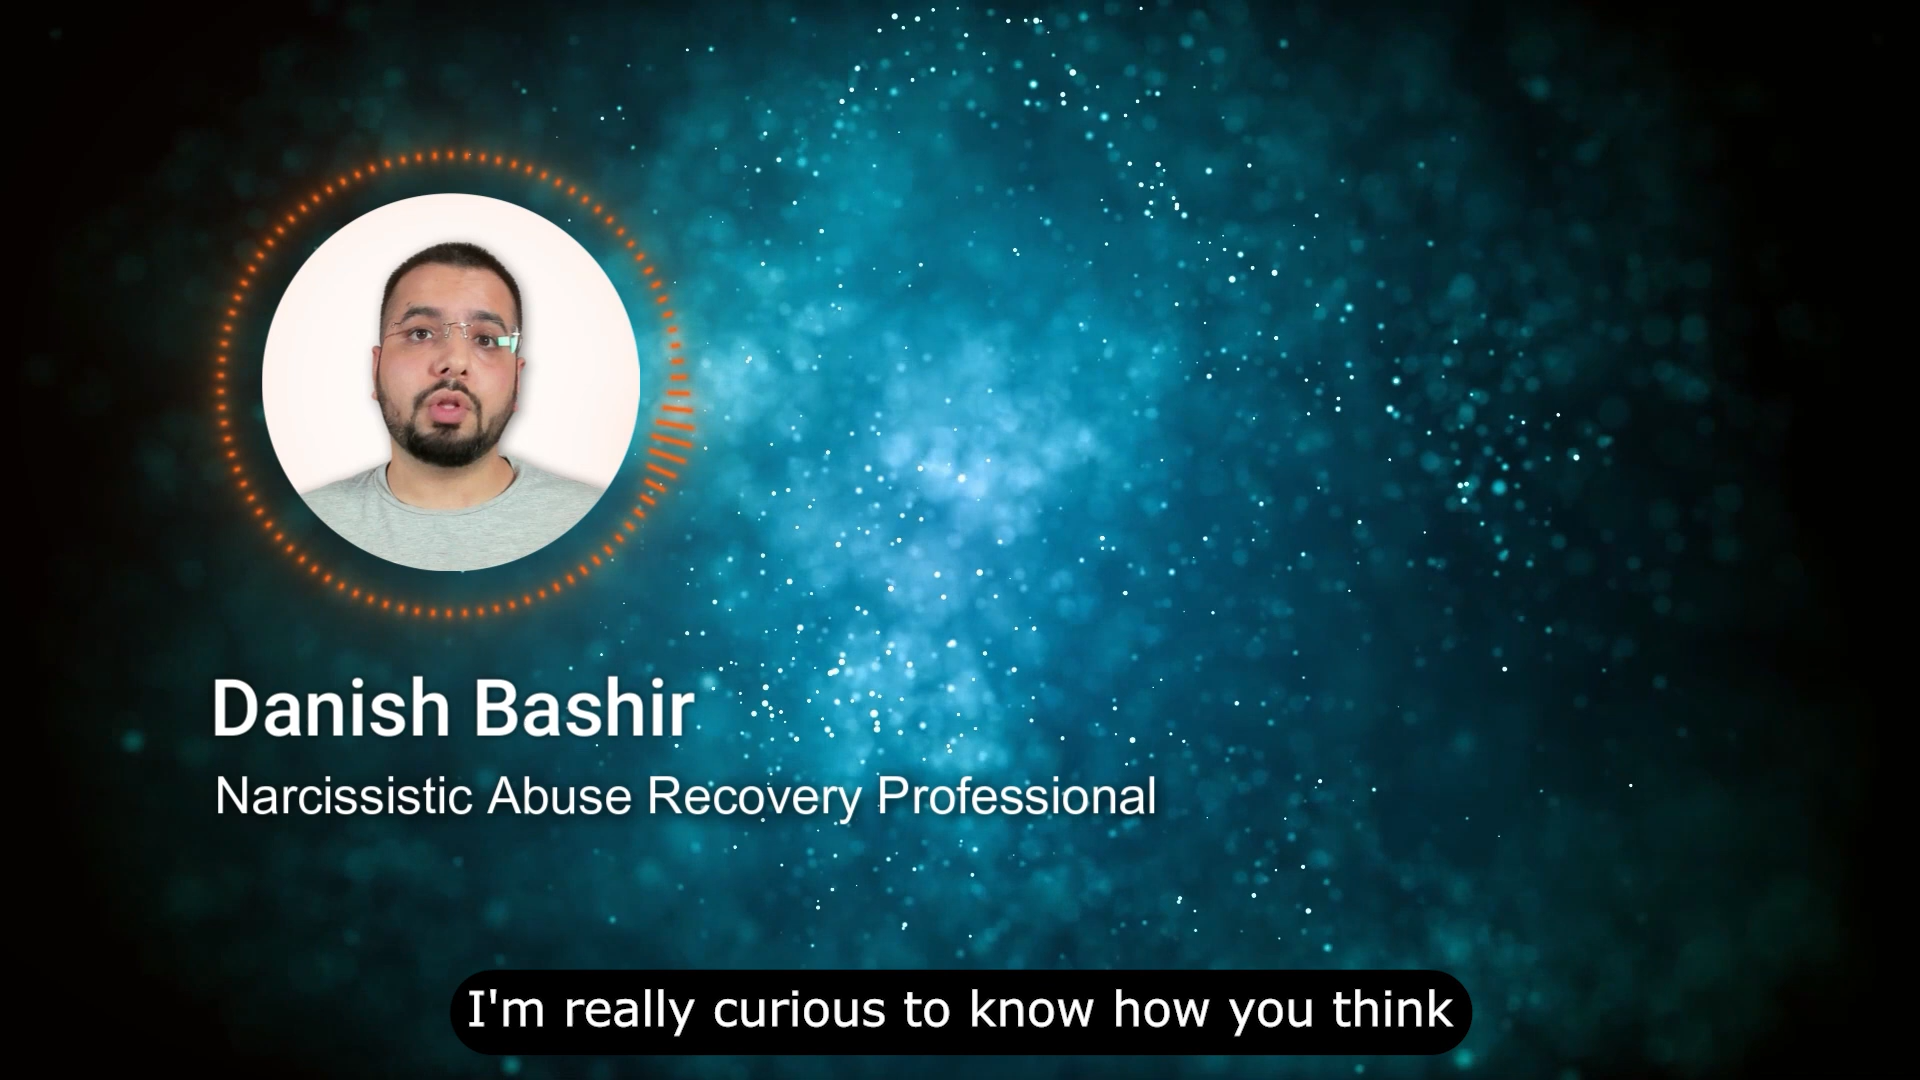 Danish Bashir
Narcissistic Abuse Recovery Professional
I'm really curious to know how you think